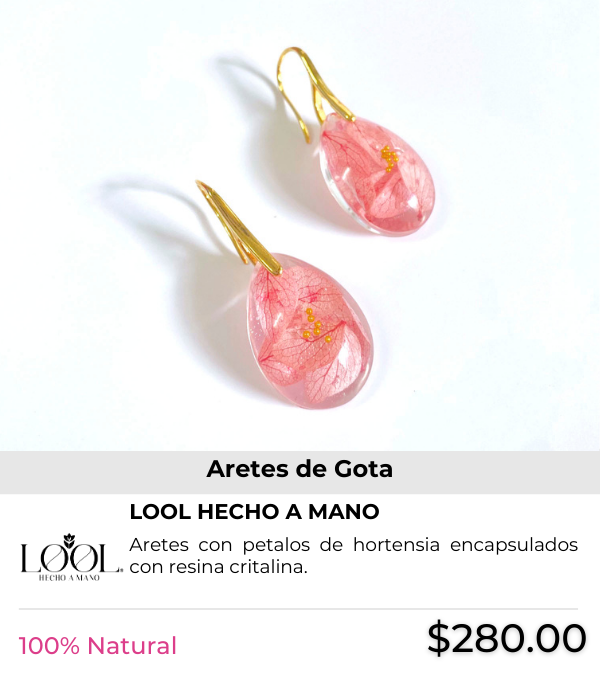 Aretes de Gota
LOOL HECHO A MANO
Aretes con petalos de hortensia encapsulados
con resina critalina.
LOOL
HECHO A MANO
100% Natural
$280.00